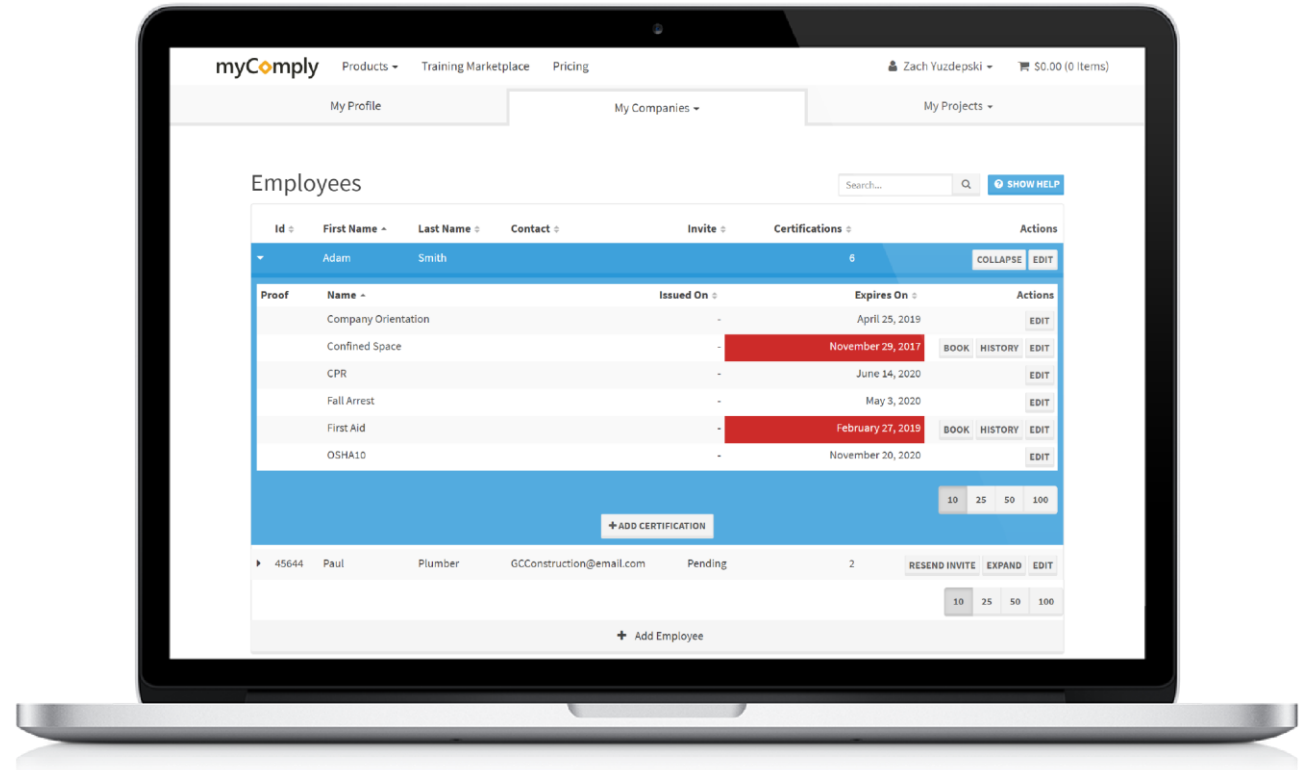 myComply Products Training Marketplace Pricing Zach Yuzdepski $0.00 (0 Items)
My Profile My Companies My Projects
Employees Search... SHOW HELP
Id First Name Last Name Contact Invite Certifications Actions
Adam Smith 6 COLLAPSE EDIT
Proof Name Issued On Expires On Actions
Company Orientation - April 25, 2019 EDIT
Confined Space - November 29, 2017 BOOK HISTORY EDIT
CPR - June 14, 2020 EDIT
Fall Arrest - May 3, 2020 EDIT
First Aid - February 27, 2019 BOOK HISTORY EDIT
OSHA10 - November 20, 2020 EDIT
10 25 50 100
+ ADD CERTIFICATION
45644 Paul Plumber GCConstruction@email.com Pending 2 RESEND INVITE EXPAND EDIT
10 25 50 100
+ Add Employee